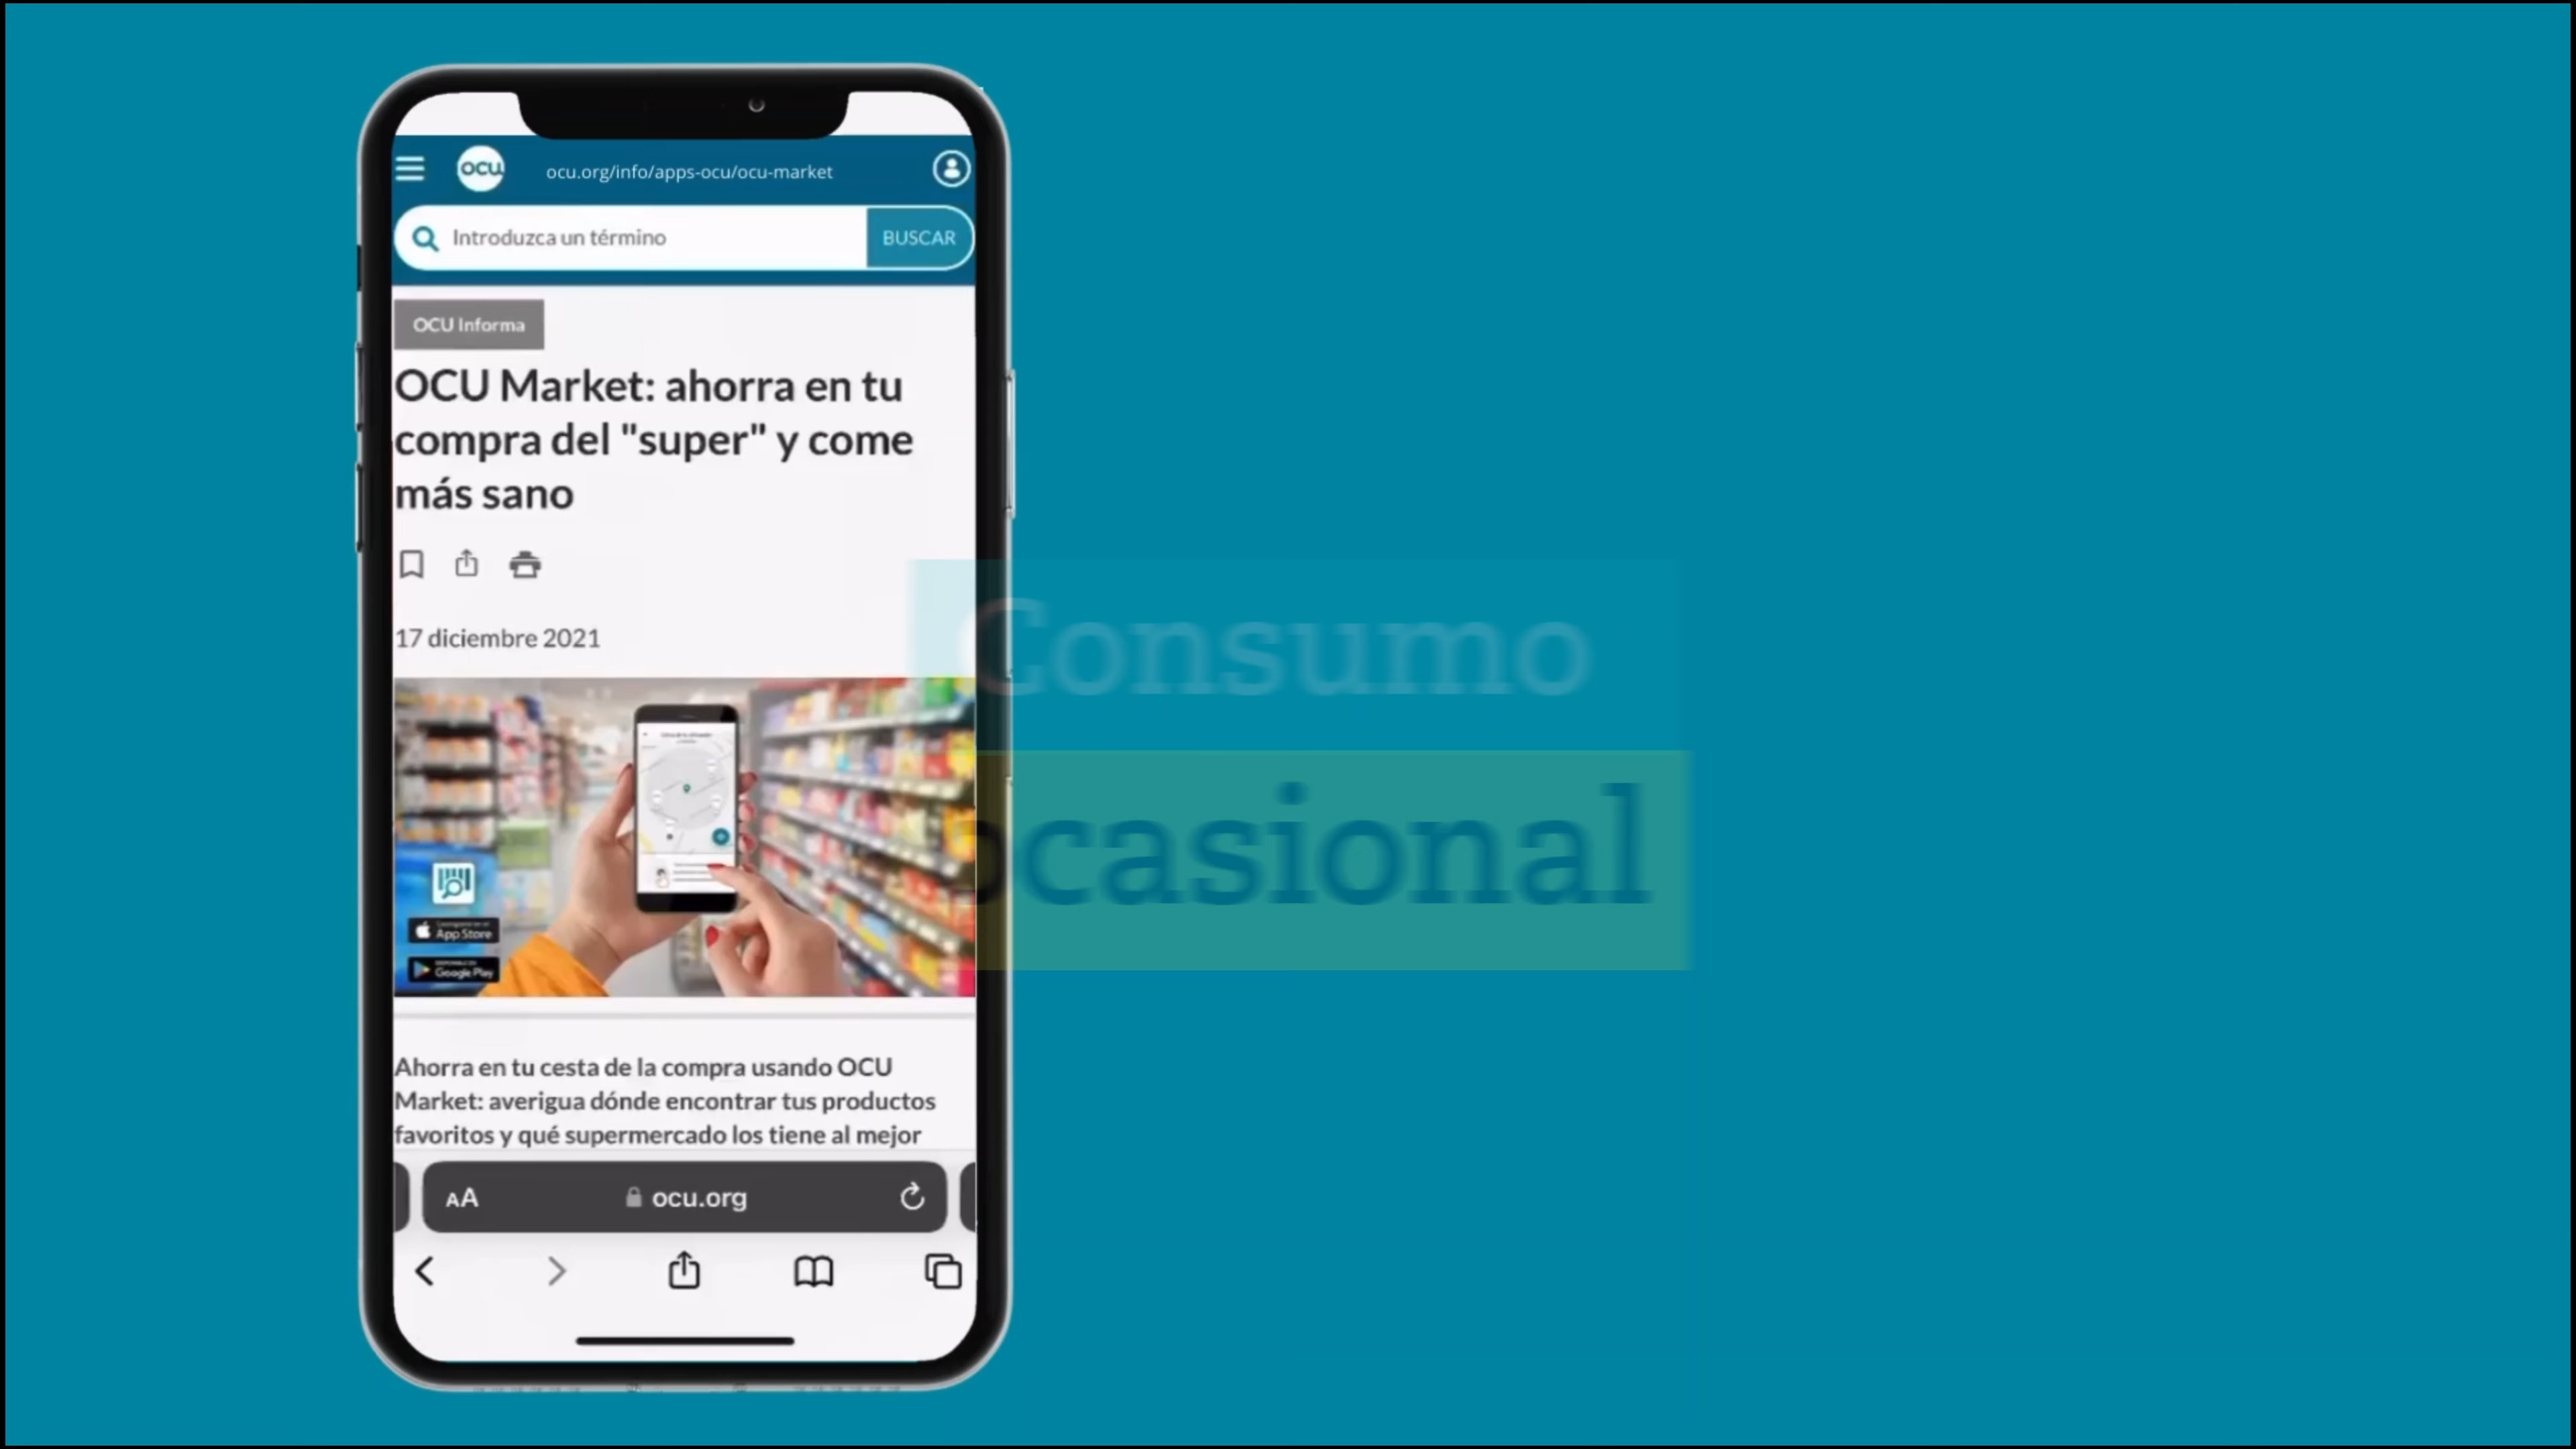 ocu
ocu.org/info/apps-ocu/ocu-market
Introduzca un término
BUSCAR
OCU Informa
OCU Market: ahorra en tu
compra del "super" y come
más sano
17 diciembre 2021
Consumo
ocasional
App Store
Google Play
Ahorra en tu cesta de la compra usando OCU
Market: averigua dónde encontrar tus productos
favoritos y qué supermercado los tiene al mejor
AA
ocu.org